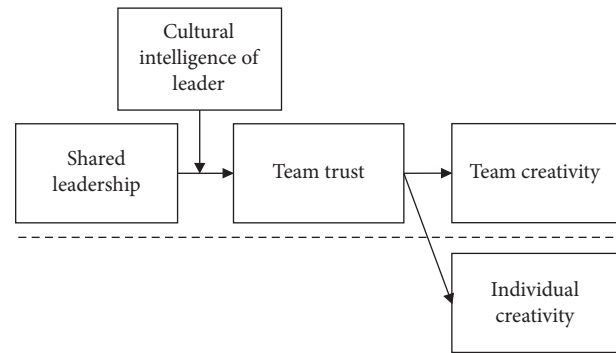 Cultural
intelligence of
leader
Shared
leadership
Team trust
Team creativity
Individual
creativity